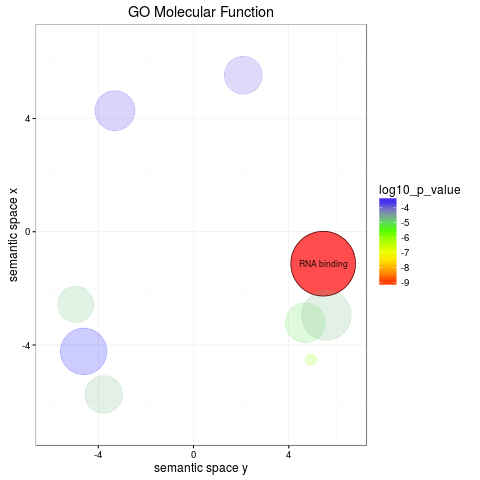 GO Molecular Function
semantic space x
4
0
-4
RNA binding
-4
0
4
semantic space y
log10_p_value
-4
-5
-6
-7
-8
-9